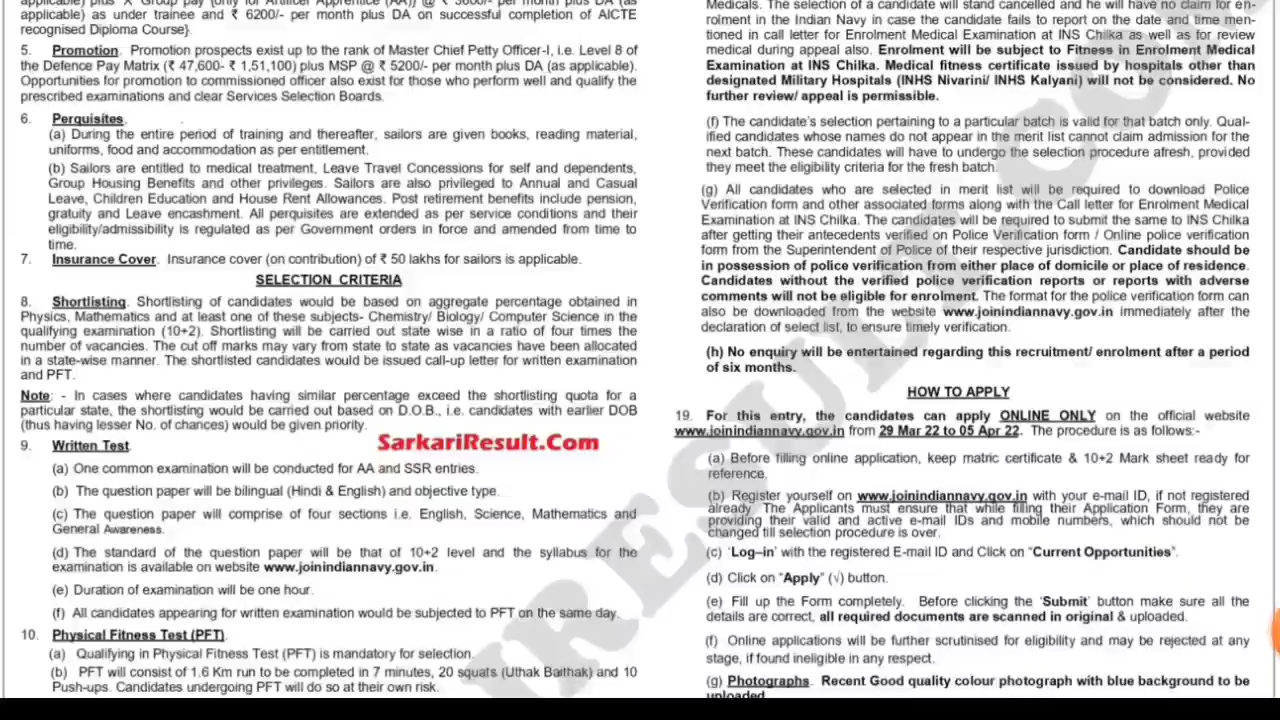 applicable) plus 'X' Group pay {only for Artificer Apprentice (AA)} @ ₹ 3600/- per month plus DA (as
applicable) as under trainee and ₹ 6200/- per month plus DA on successful completion of AICTE
recognised Diploma Course}.
5. Promotion. Promotion prospects exist up to the rank of Master Chief Petty Officer-I, i.e. Level 8 of
the Defence Pay Matrix (₹ 47,600- ₹ 1,51,100) plus MSP @ ₹ 5200/- per month plus DA (as applicable).
Opportunities for promotion to commissioned officer also exist for those who perform well and qualify the
prescribed examinations and clear Services Selection Boards.
6. Perquisites.
(a) During the entire period of training and thereafter, sailors are given books, reading material,
uniforms, food and accommodation as per entitlement.
(b) Sailors are entitled to medical treatment, Leave Travel Concessions for self and dependents,
Group Housing Benefits and other privileges. Sailors are also privileged to Annual and Casual
Leave, Children Education and House Rent Allowances. Post retirement benefits include pension,
gratuity and Leave encashment. All perquisites are extended as per service conditions and their
eligibility/admissibility is regulated as per Government orders in force and amended from time to
time.
7. Insurance Cover. Insurance cover (on contribution) of ₹ 50 lakhs for sailors is applicable.
SELECTION CRITERIA
8. Shortlisting. Shortlisting of candidates would be based on aggregate percentage obtained in
Physics, Mathematics and at least one of these subjects- Chemistry/ Biology/ Computer Science in the
qualifying examination (10+2). Shortlisting will be carried out state wise in a ratio of four times the
number of vacancies. The cut off marks may vary from state to state as vacancies have been allocated
in a state-wise manner. The shortlisted candidates would be issued call-up letter for written examination
and PFT.
Note: - In cases where candidates having similar percentage exceed the shortlisting quota for a
particular state, the shortlisting would be carried out based on D.O.B., i.e. candidates with earlier DOB
(thus having lesser No. of chances) would be given priority.
SarkariResult.Com
9. Written Test.
(a) One common examination will be conducted for AA and SSR entries.
(b) The question paper will be bilingual (Hindi & English) and objective type.
(c) The question paper will comprise of four sections i.e. English, Science, Mathematics and
General Awareness.
(d) The standard of the question paper will be that of 10+2 level and the syllabus for the
examination is available on website www.joinindiannavy.gov.in.
(e) Duration of examination will be one hour.
(f) All candidates appearing for written examination would be subjected to PFT on the same day.
10. Physical Fitness Test (PFT).
(a) Qualifying in Physical Fitness Test (PFT) is mandatory for selection.
(b) PFT will consist of 1.6 Km run to be completed in 7 minutes, 20 squats (Uthak Baithak) and 10
Push-ups. Candidates undergoing PFT will do so at their own risk.
Medicals. The selection of a candidate will stand cancelled and he will have no claim for en-
rolment in the Indian Navy in case the candidate fails to report on the date and time men-
tioned in call letter for Enrolment Medical Examination at INS Chilka as well as for review
medical during appeal also. Enrolment will be subject to Fitness in Enrolment Medical
Examination at INS Chilka. Medical fitness certificate issued by hospitals other than
designated Military Hospitals (INHS Nivarini/ INHS Kalyani) will not be considered. No
further review/ appeal is permissible.
(f) The candidate's selection pertaining to a particular batch is valid for that batch only. Qual-
ified candidates whose names do not appear in the merit list cannot claim admission for the
next batch. These candidates will have to undergo the selection procedure afresh, provided
they meet the eligibility criteria for the fresh batch.
(g) All candidates who are selected in merit list will be required to download Police
Verification form and other associated forms along with the Call letter for Enrolment Medical
Examination at INS Chilka. The candidates will be required to submit the same to INS Chilka
after getting their antecedents verified on Police Verification form / Online police verification
form from the Superintendent of Police of their respective jurisdiction. Candidate should be
in possession of police verification from either place of domicile or place of residence.
Candidates without the verified police verification reports or reports with adverse
comments will not be eligible for enrolment. The format for the police verification form can
also be downloaded from the website www.joinindiannavy.gov.in immediately after the
declaration of select list, to ensure timely verification.
(h) No enquiry will be entertained regarding this recruitment/ enrolment after a period
of six months.
HOW TO APPLY
19. For this entry, the candidates can apply ONLINE ONLY on the official website
www.joinindiannavy.gov.in from 29 Mar 22 to 05 Apr 22. The procedure is as follows:-
(a) Before filling online application, keep matric certificate & 10+2 Mark sheet ready for
reference.
(b) Register yourself on www.joinindiannavy.gov.in with your e-mail ID, if not registered
already. The Applicants must ensure that while filling their Application Form, they are
providing their valid and active e-mail IDs and mobile numbers, which should not be
changed till selection procedure is over.
(c) 'Log–in' with the registered E-mail ID and Click on "Current Opportunities".
(d) Click on "Apply" (√) button.
(e) Fill up the Form completely. Before clicking the 'Submit' button make sure all the
details are correct, all required documents are scanned in original & uploaded.
(f) Online applications will be further scrutinised for eligibility and may be rejected at any
stage, if found ineligible in any respect.
(g) Photographs. Recent Good quality colour photograph with blue background to be
uploaded.